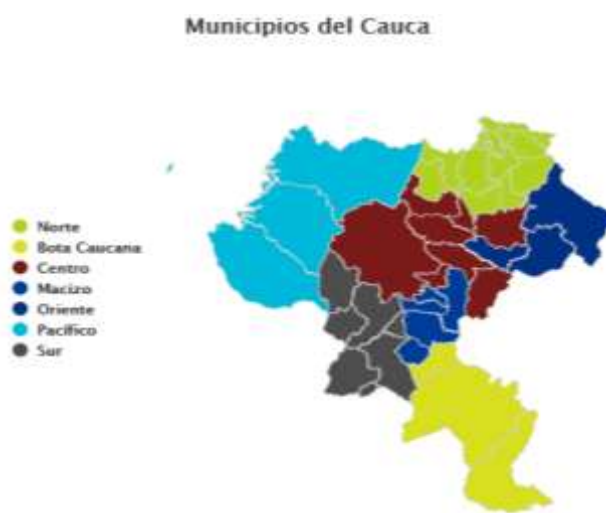 Municipios del Cauca
Norte
Bota Caucana
Centro
Macizo
Oriente
Pacífico
Sur